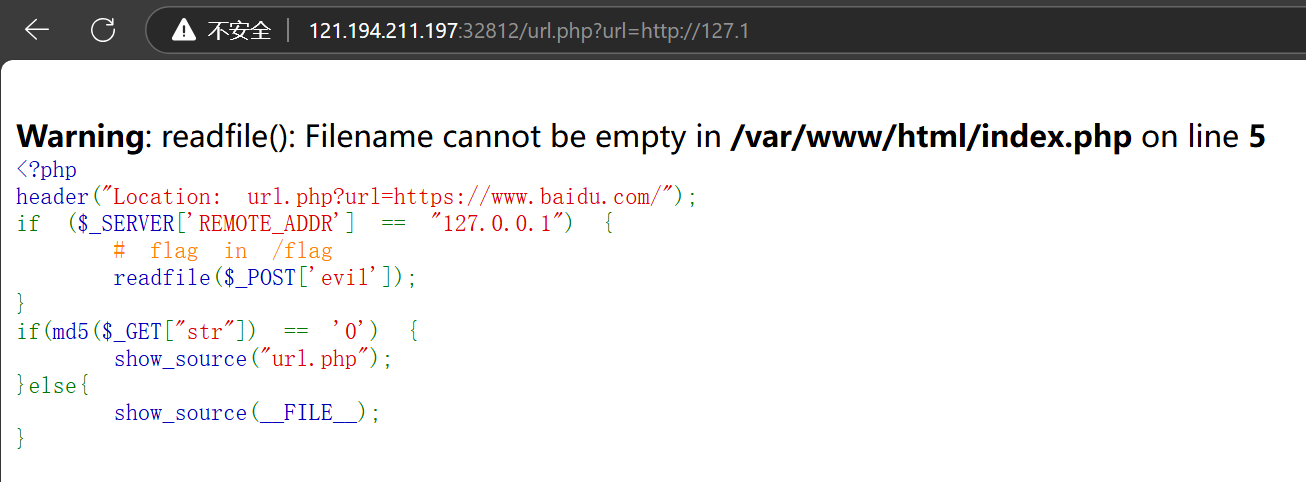 不安全 | 121.194.211.197:32812/url.php?url=http://127.1
Warning: readfile(): Filename cannot be empty in /var/www/html/index.php on line 5
<?php
header("Location:  url.php?url=https://www.baidu.com/");
if  ($_SERVER['REMOTE_ADDR']  ==  "127.0.0.1")  {
        #  flag  in  /flag
        readfile($_POST['evil']);
}
if(md5($_GET["str"])  ==  '0')  {
        show_source("url.php");
}else{
        show_source(__FILE__);
}